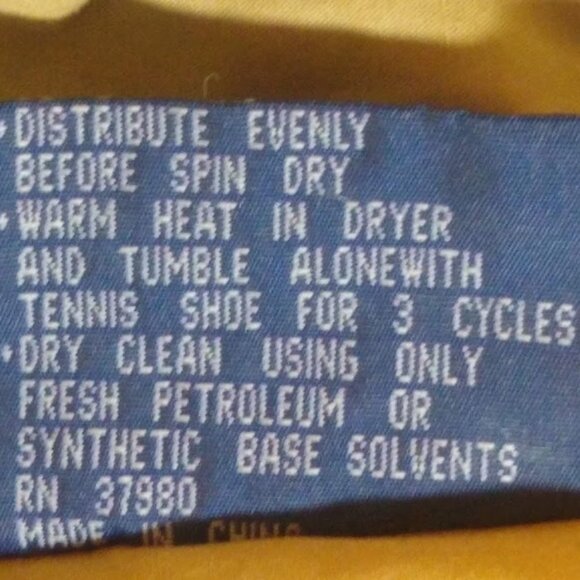 •DISTRIBUTE EVENLY
BEFORE SPIN DRY
•WARM HEAT IN DRYER
AND TUMBLE ALONEWITH
TENNIS SHOE FOR 3 CYCLES
•DRY CLEAN USING ONLY
FRESH PETROLEUM OR
SYNTHETIC BASE SOLVENTS
RN 37980
MADE IN CHINA